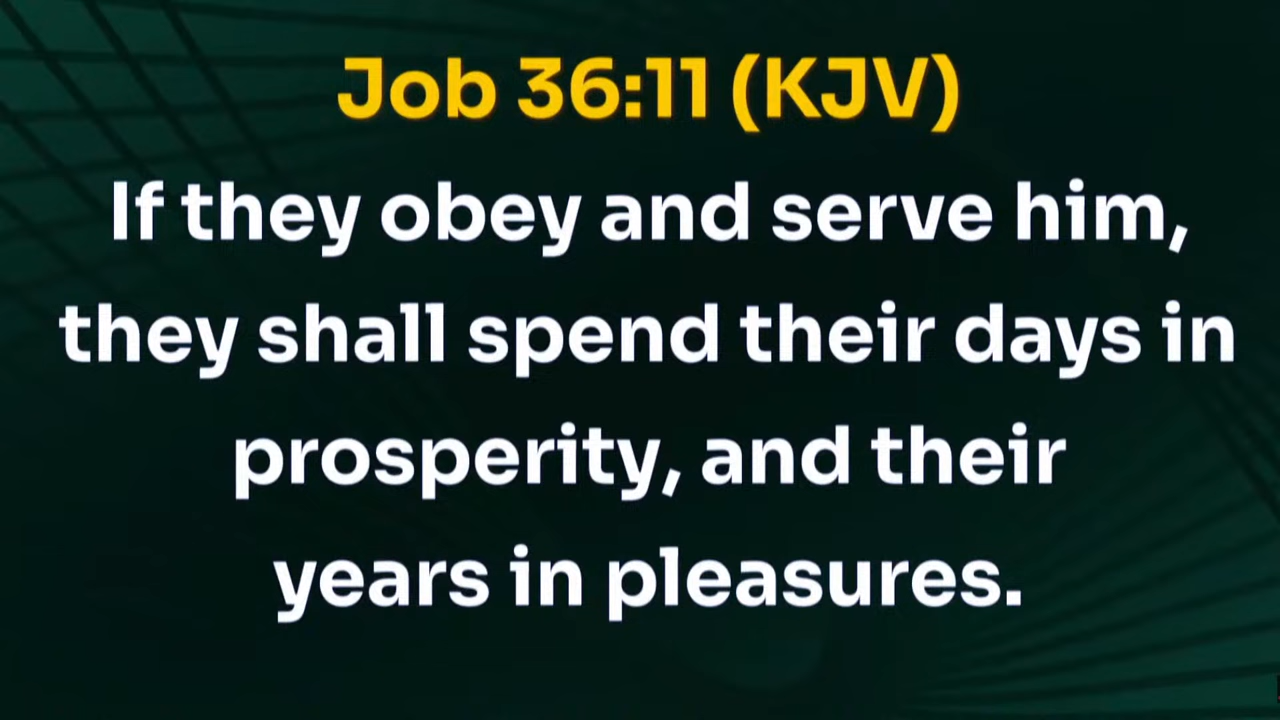 Job 36:11 (KJV)
If they obey and serve him,
they shall spend their days in
prosperity, and their
years in pleasures.